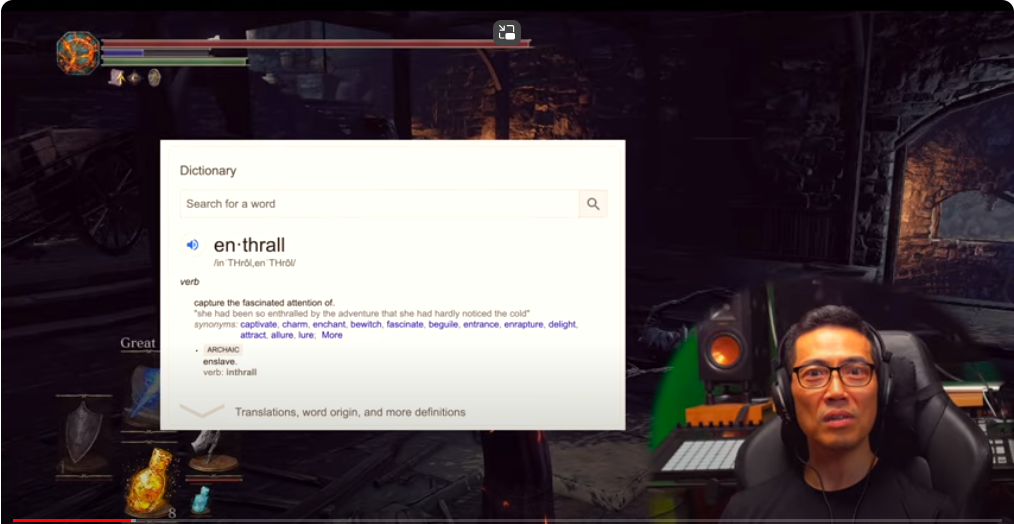 Dictionary
Search for a word
en·thrall
/inˈTHrôl,enˈTHrôl/
verb
capture the fascinated attention of.
"she had been so enthralled by the adventure that she had hardly noticed the cold"
synonyms: captivate, charm, enchant, bewitch, fascinate, beguile, entrance, enrapture, delight,
attract, allure, lure; More
• ARCHAIC
enslave.
verb: inthrall
Translations, word origin, and more definitions
Great
8